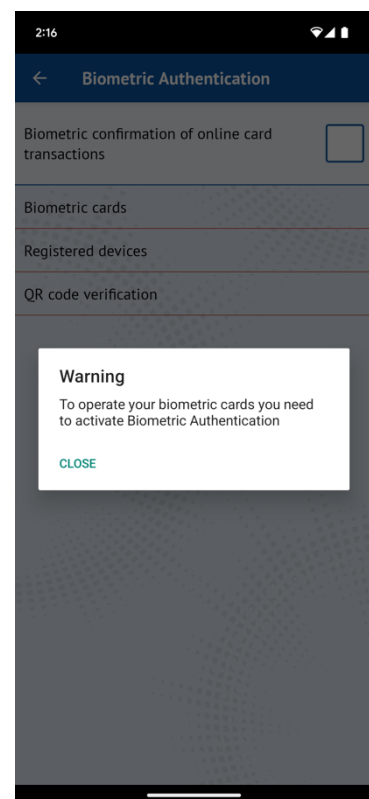 2:16
Biometric Authentication
Biometric confirmation of online card
transactions
Biometric cards
Registered devices
QR code verification
Warning
To operate your biometric cards you need
to activate Biometric Authentication
CLOSE